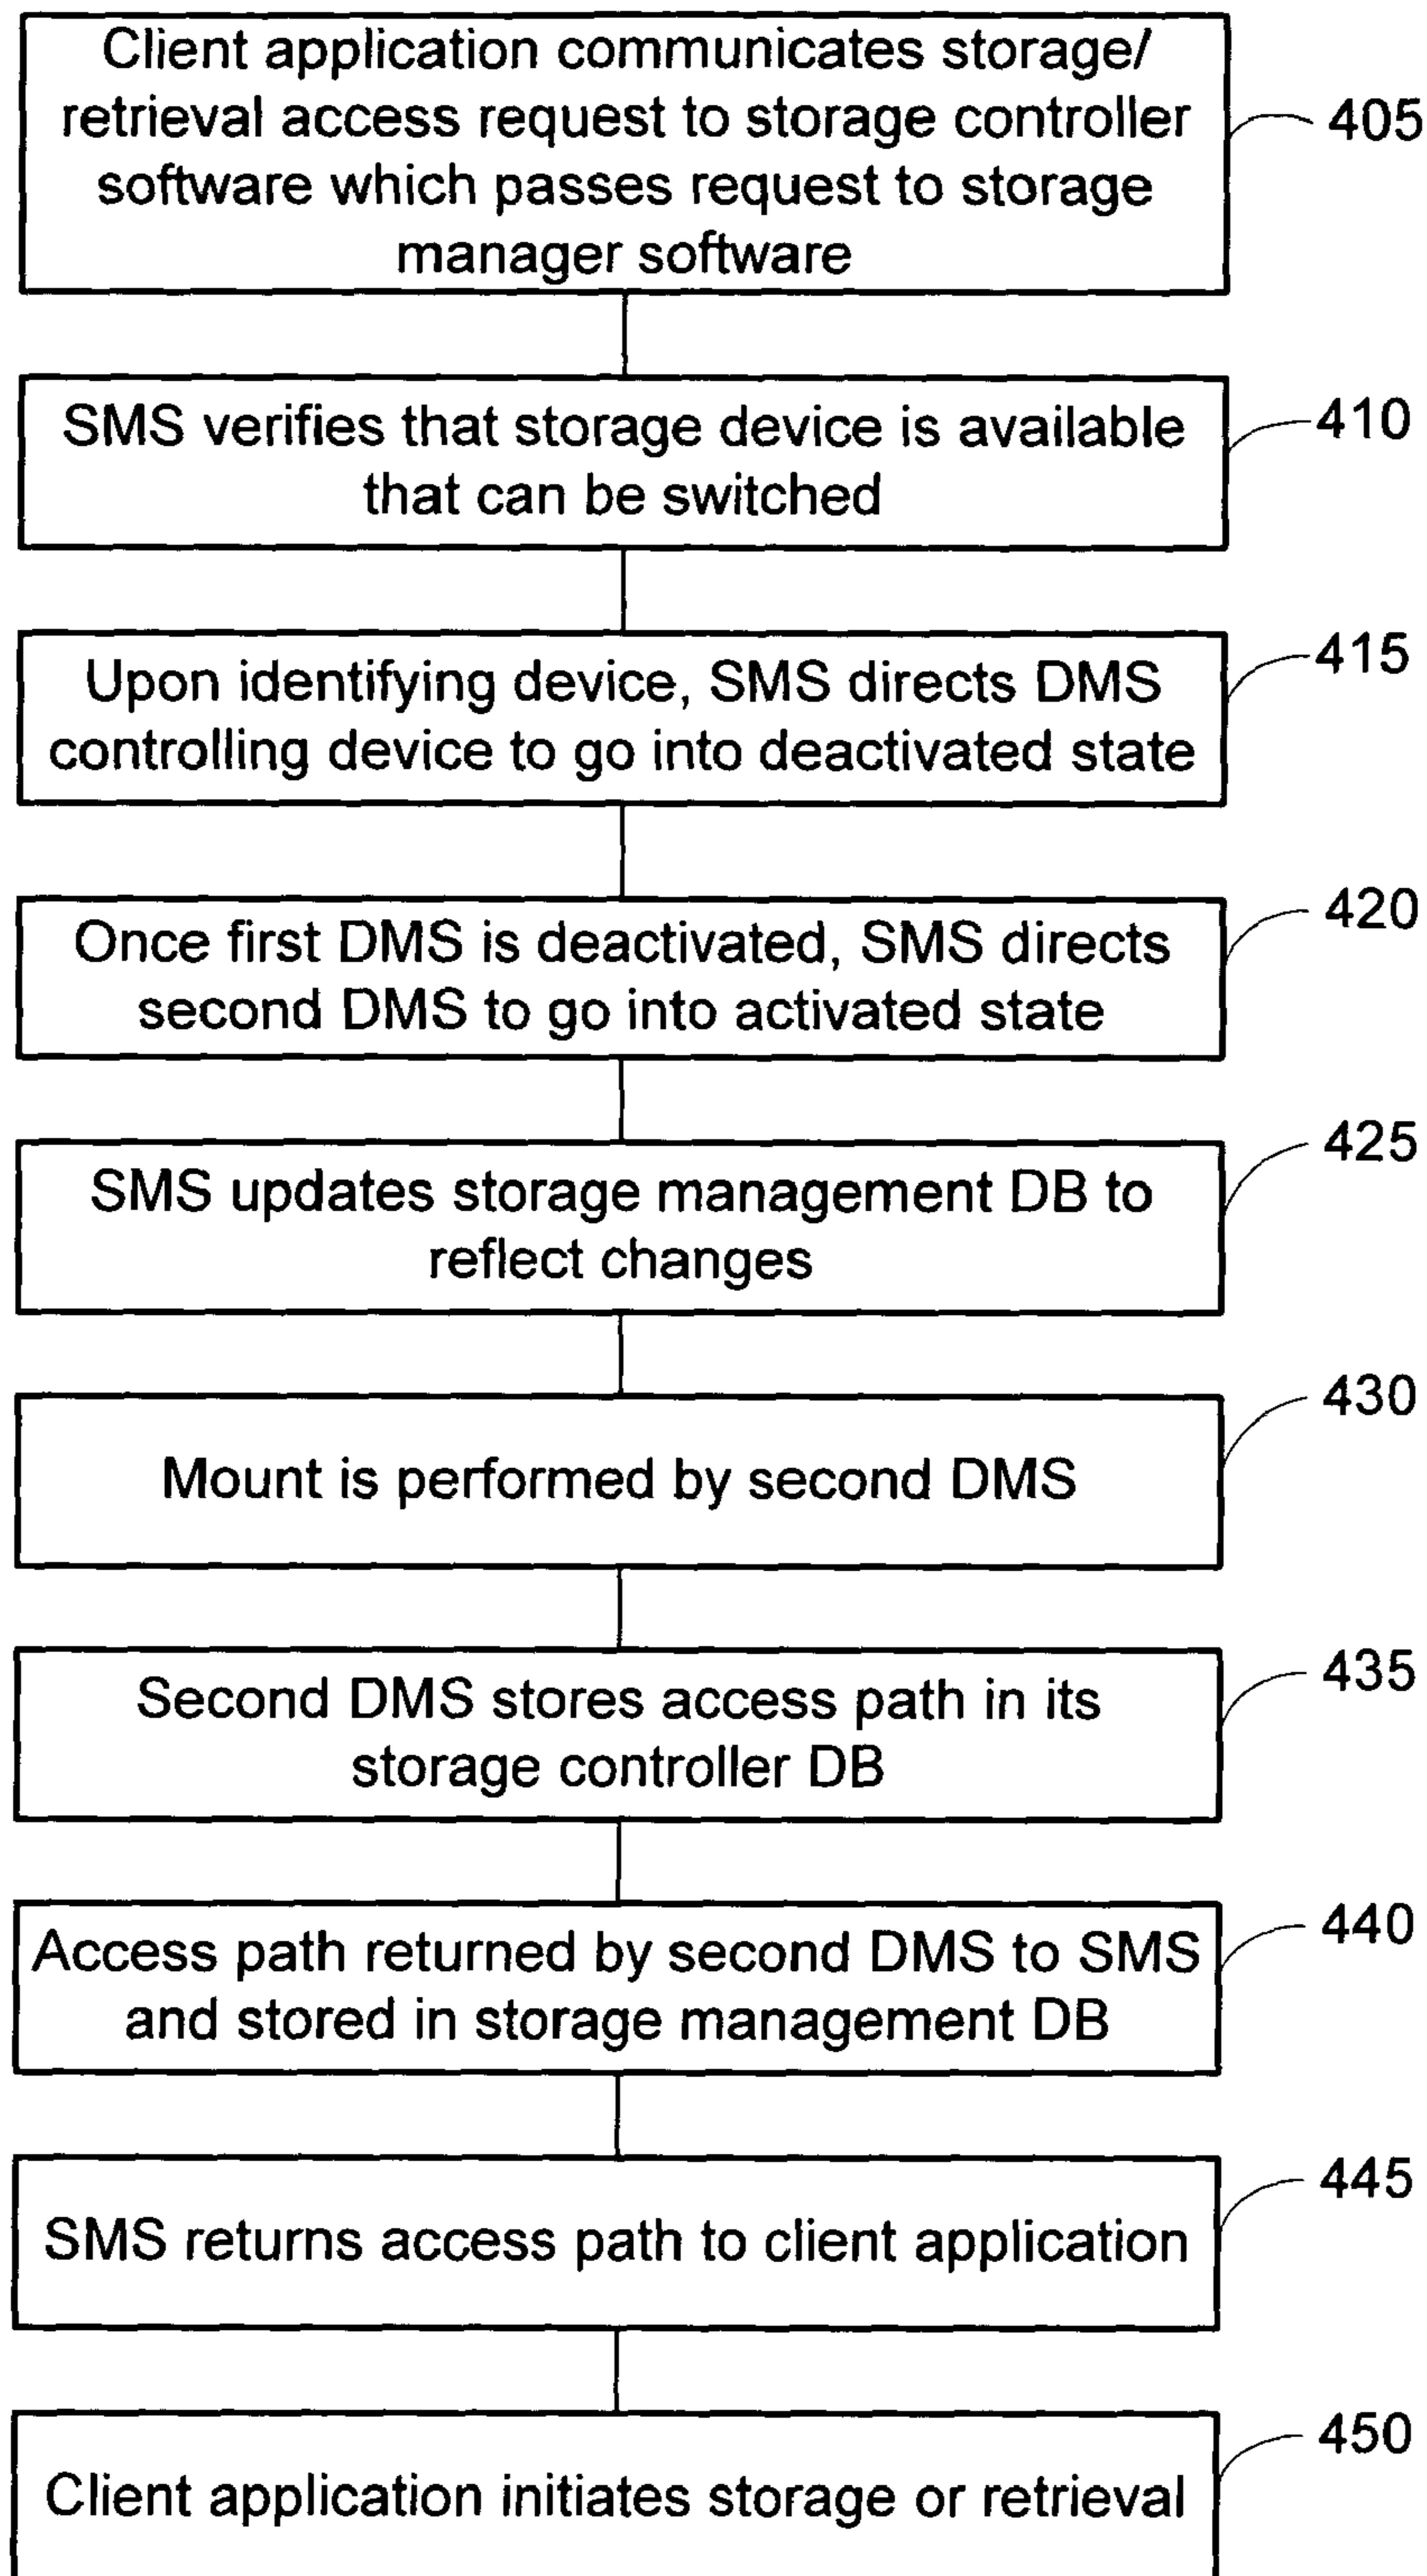 Client application communicates storage/
retrieval access request to storage controller
software which passes request to storage
manager software
405
SMS verifies that storage device is available
that can be switched
410
Upon identifying device, SMS directs DMS
controlling device to go into deactivated state
415
Once first DMS is deactivated, SMS directs
second DMS to go into activated state
420
SMS updates storage management DB to
reflect changes
425
Mount is performed by second DMS
430
Second DMS stores access path in its
storage controller DB
435
Access path returned by second DMS to SMS
and stored in storage management DB
440
SMS returns access path to client application
445
Client application initiates storage or retrieval
450